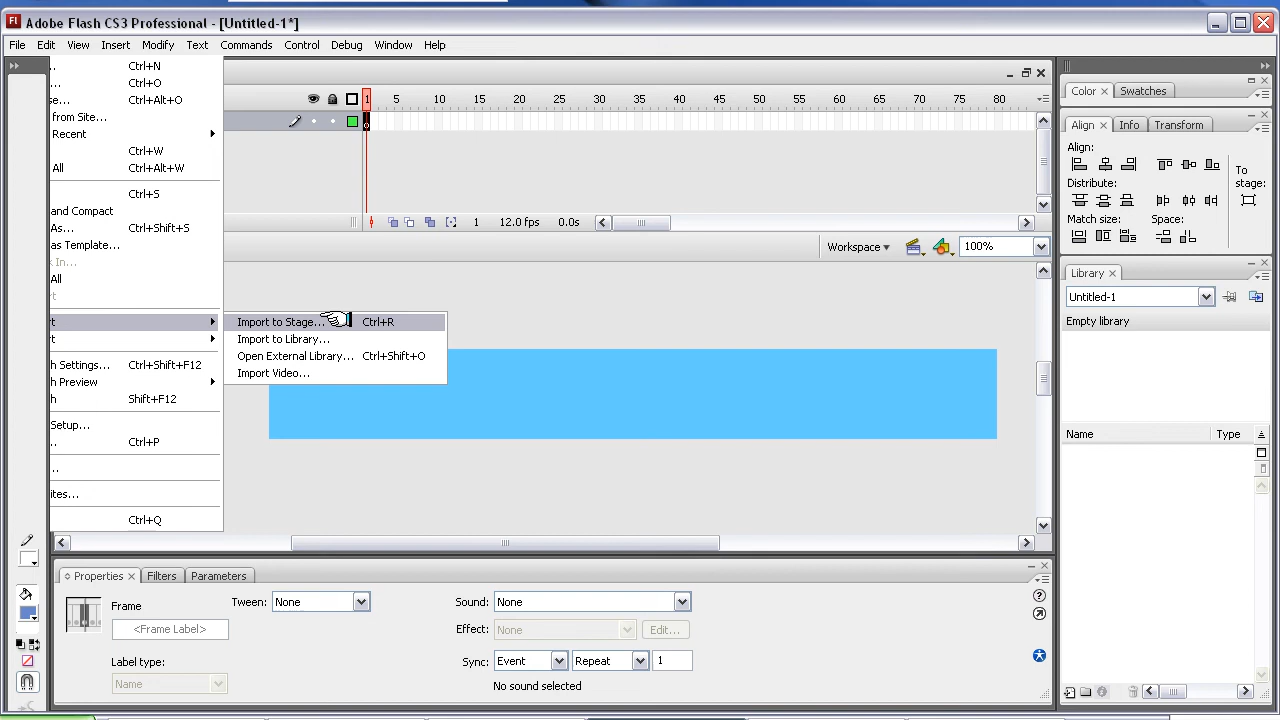 Fl Adobe Flash CS3 Professional - [Untitled-1*]
File Edit View Insert Modify Text Commands Control Debug Window Help
... Ctrl+N
... Ctrl+O
se... Ctrl+Alt+O
from Site...
Recent
Ctrl+W
All Ctrl+Alt+W
Ctrl+S
and Compact
As... Ctrl+Shift+S
as Template...
k In...
All
t
t
t
h Settings... Ctrl+Shift+F12
h Preview
h Shift+F12
Setup...
.. Ctrl+P
..
ites...
Ctrl+Q
Import to Stage... Ctrl+R
Import to Library...
Open External Library... Ctrl+Shift+O
Import Video...
1 5 10 15 20 25 30 35 40 45 50 55 60 65 70 75 80
1 12.0 fps 0.0s
Workspace 100%
Color × Swatches
Align × Info Transform
Align:
To
Distribute:
stage:
Match size: Space:
Library ×
Untitled-1
Empty library
Name Type
Properties × Filters Parameters
Frame
<Frame Label>
Label type:
Name
Tween: None
Sound: None
Effect: None Edit...
Sync: Event Repeat 1
No sound selected